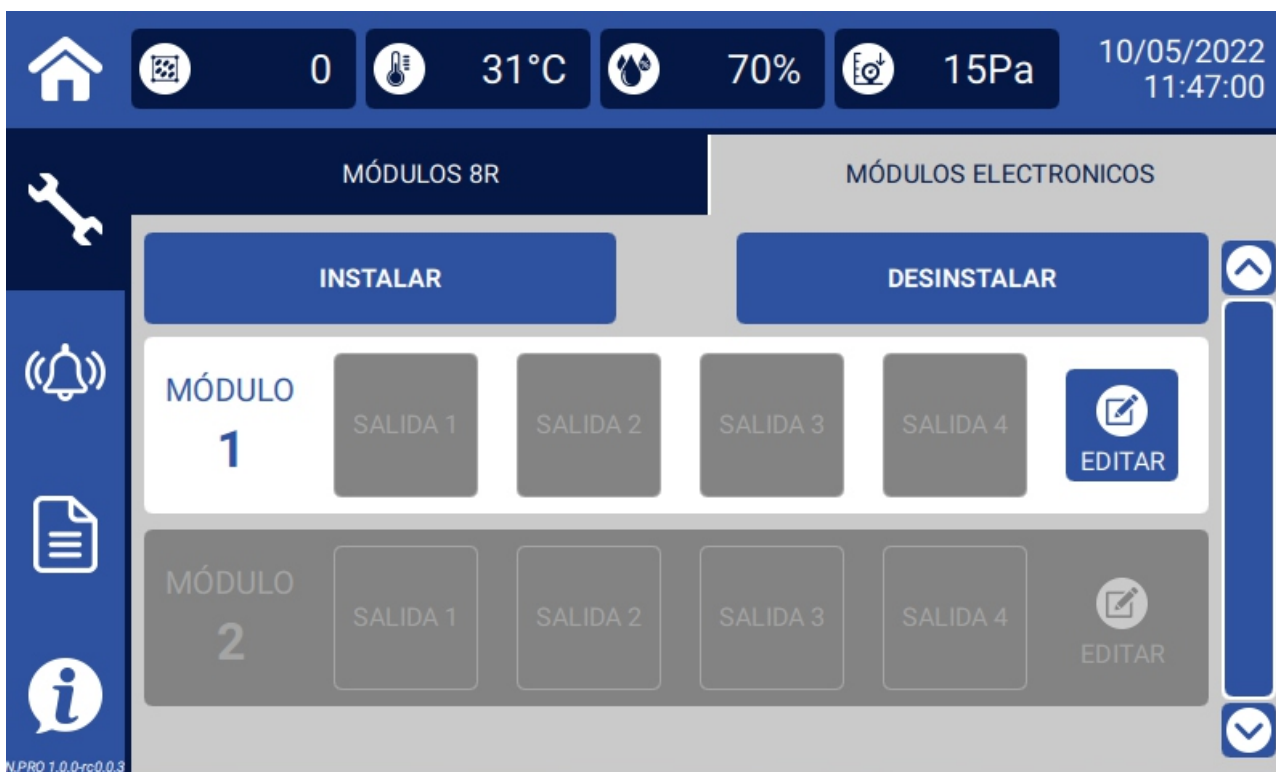 0 31°C 70% 15Pa 10/05/2022
11:47:00
MÓDULOS 8R MÓDULOS ELECTRONICOS
INSTALAR DESINSTALAR
MÓDULO
1
SALIDA 1 SALIDA 2 SALIDA 3 SALIDA 4
EDITAR
MÓDULO
2
SALIDA 1 SALIDA 2 SALIDA 3 SALIDA 4
EDITAR
N.PRO 1.0.0-rc0.0.3